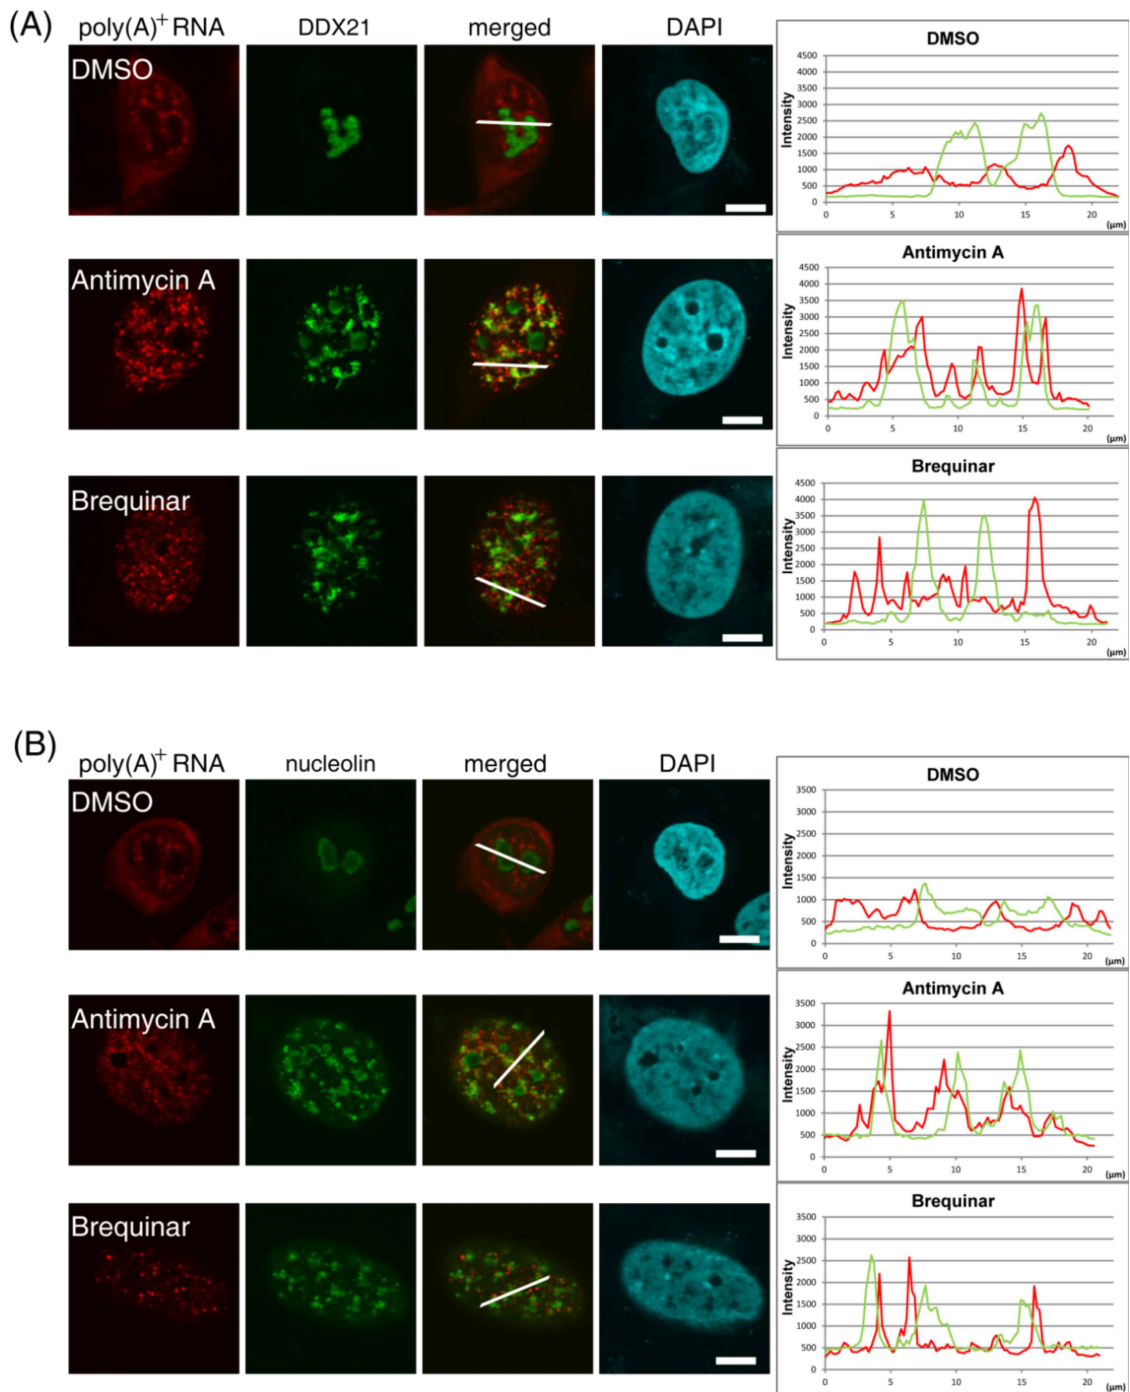 (A)
poly(A)+ RNA DDX21 merged DAPI
DMSO
DMSO
Intensity
4500
4000
3500
3000
2500
2000
1500
1000
500
0
0 5 10 15 20
(μm)
Antimycin A
Antimycin A
Intensity
4500
4000
3500
3000
2500
2000
1500
1000
500
0
0 5 10 15 20
(μm)
Brequinar
Brequinar
Intensity
4500
4000
3500
3000
2500
2000
1500
1000
500
0
0 5 10 15 20
(μm)
(B)
poly(A)+ RNA nucleolin merged DAPI
DMSO
DMSO
Intensity
3500
3000
2500
2000
1500
1000
500
0
0 5 10 15 20
(μm)
Antimycin A
Antimycin A
Intensity
3500
3000
2500
2000
1500
1000
500
0
0 5 10 15 20
(μm)
Brequinar
Brequinar
Intensity
3500
3000
2500
2000
1500
1000
500
0
0 5 10 15 20
(μm)